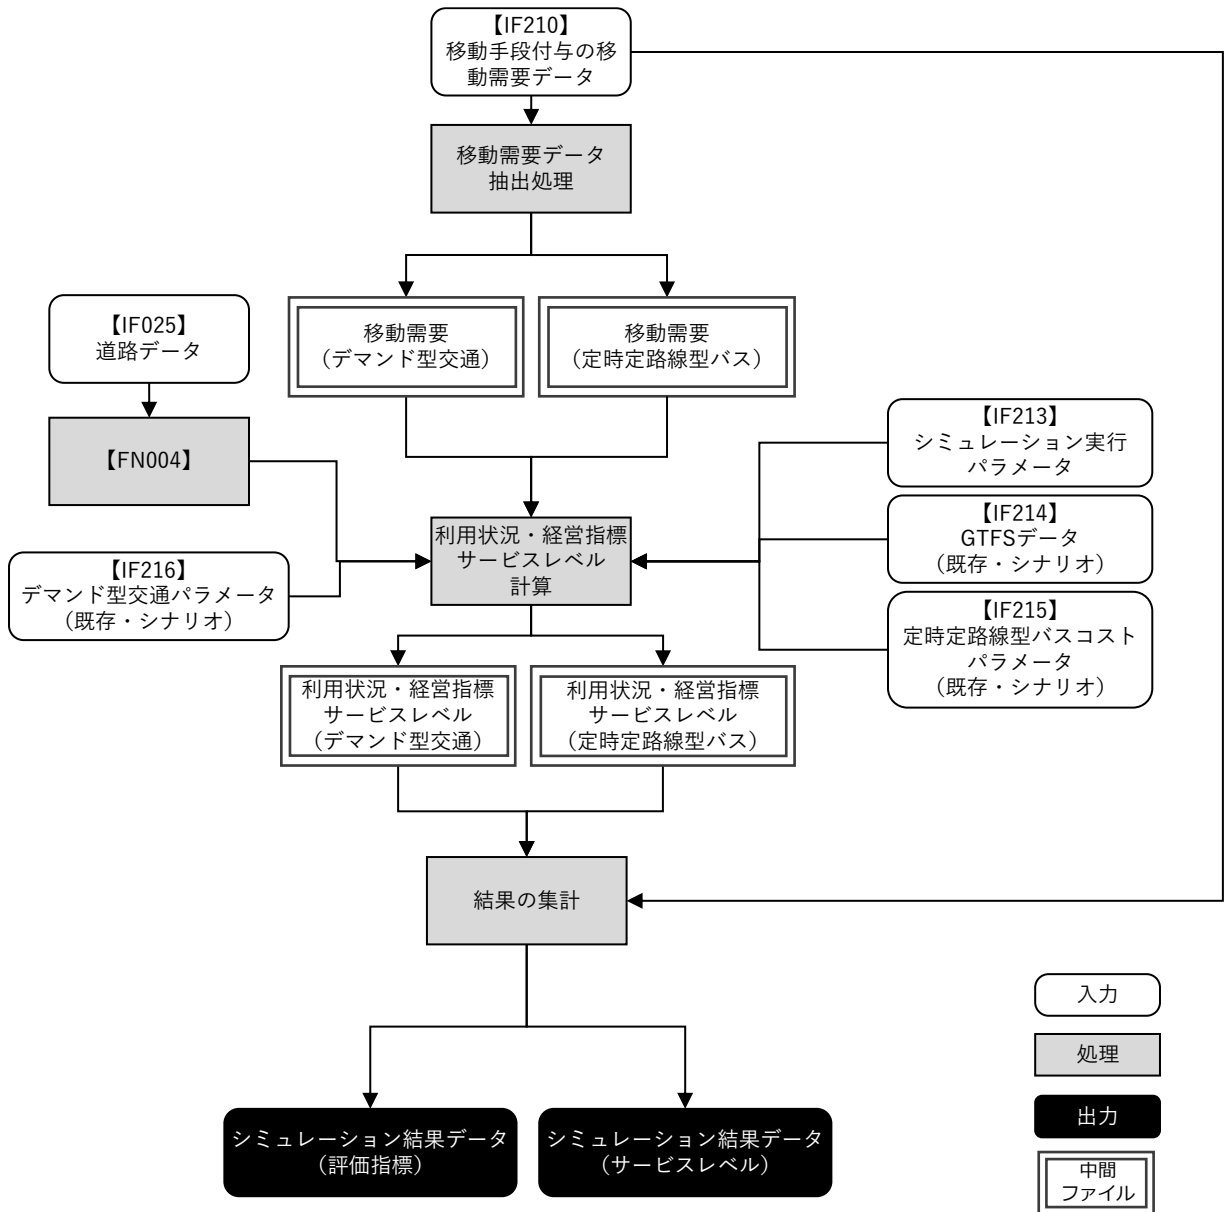 【IF210】
移動手段付与の移
動需要データ
移動需要データ
抽出処理
【IF025】
道路データ
移動需要
（デマンド型交通）
移動需要
（定時定路線型バス）
【FN004】
【IF213】
シミュレーション実行
パラメータ
【IF214】
GTFSデータ
（既存・シナリオ）
【IF216】
デマンド型交通パラメータ
（既存・シナリオ）
利用状況・経営指標
サービスレベル
計算
【IF215】
定時定路線型バスコスト
パラメータ
（既存・シナリオ）
利用状況・経営指標
サービスレベル
（デマンド型交通）
利用状況・経営指標
サービスレベル
（定時定路線型バス）
結果の集計
シミュレーション結果データ
（評価指標）
シミュレーション結果データ
（サービスレベル）
入力
処理
出力
中間
ファイル